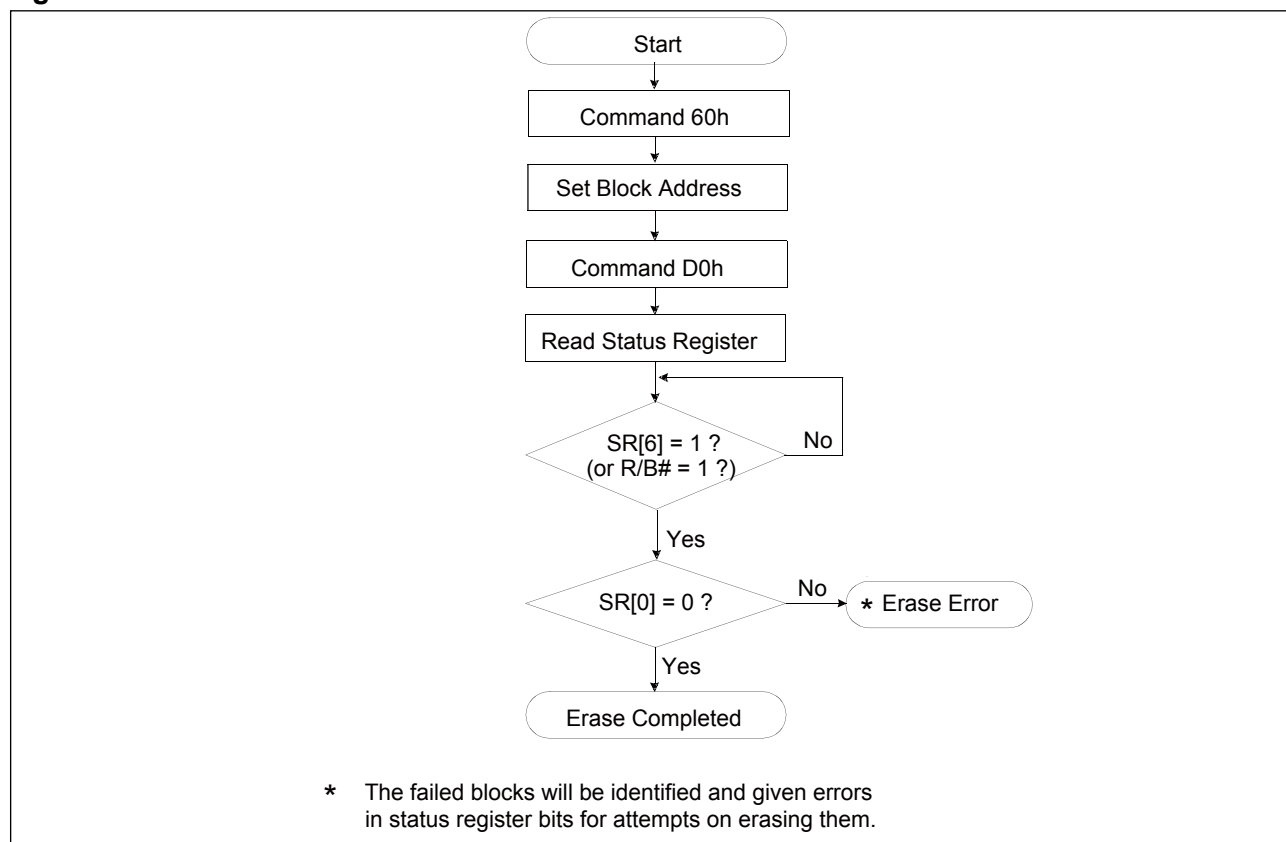 Start
Command 60h
Set Block Address
Command D0h
Read Status Register
SR[6] = 1 ?
(or R/B# = 1 ?)
No
Yes
SR[0] = 0 ?
No
* Erase Error
Yes
Erase Completed
* The failed blocks will be identified and given errors
in status register bits for attempts on erasing them.